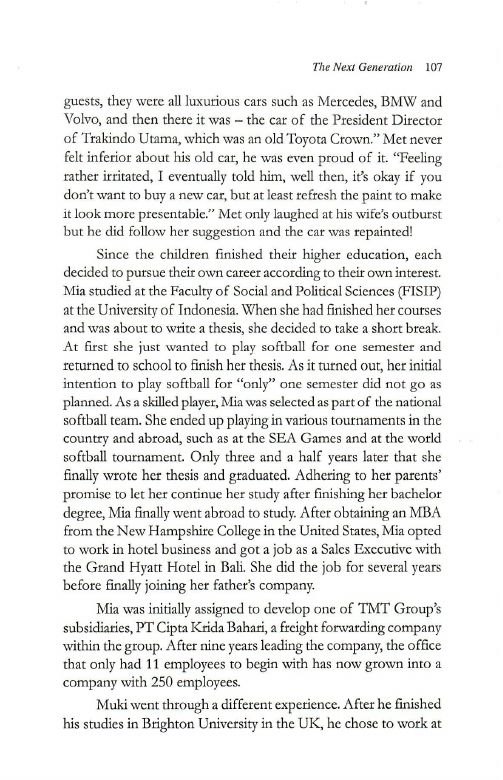 The Next Generation 107
guests, they were all luxurious cars such as Mercedes, BMW and
Volvo, and then there it was – the car of the President Director
of Trakindo Utama, which was an old Toyota Crown.” Met never
felt inferior about his old car, he was even proud of it. “Feeling
rather irritated, I eventually told him, well then, it’s okay if you
don’t want to buy a new car, but at least refresh the paint to make
it look more presentable.” Met only laughed at his wife’s outburst
but he did follow her suggestion and the car was repainted!
Since the children finished their higher education, each
decided to pursue their own career according to their own interest.
Mia studied at the Faculty of Social and Political Sciences (FISIP)
at the University of Indonesia. When she had finished her courses
and was about to write a thesis, she decided to take a short break.
At first she just wanted to play softball for one semester and
returned to school to finish her thesis. As it turned out, her initial
intention to play softball for “only” one semester did not go as
planned. As a skilled player, Mia was selected as part of the national
softball team. She ended up playing in various tournaments in the
country and abroad, such as at the SEA Games and at the world
softball tournament. Only three and a half years later that she
finally wrote her thesis and graduated. Adhering to her parents’
promise to let her continue her study after finishing her bachelor
degree, Mia finally went abroad to study. After obtaining an MBA
from the New Hampshire College in the United States, Mia opted
to work in hotel business and got a job as a Sales Executive with
the Grand Hyatt Hotel in Bali. She did the job for several years
before finally joining her father’s company.
Mia was initially assigned to develop one of TMT Group’s
subsidiaries, PT Cipta Krida Bahari, a freight forwarding company
within the group. After nine years leading the company, the office
that only had 11 employees to begin with has now grown into a
company with 250 employees.
Muki went through a different experience. After he finished
his studies in Brighton University in the UK, he chose to work at